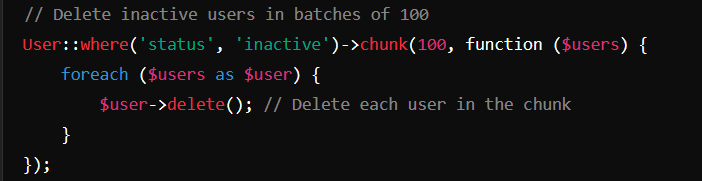 // Delete inactive users in batches of 100
User::where('status', 'inactive')->chunk(100, function ($users) {
    foreach ($users as $user) {
        $user->delete(); // Delete each user in the chunk
    }
});